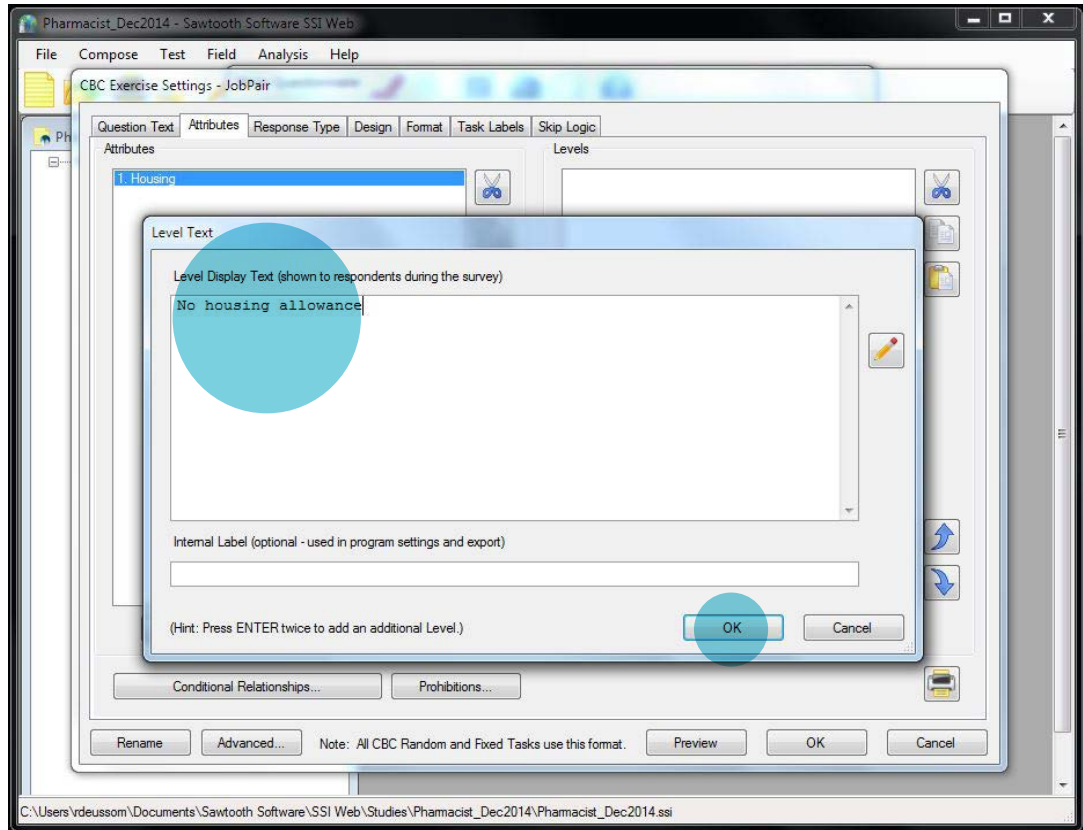 Pharmacist_Dec2014 - Sawtooth Software SSI Web
File Compose Test Field Analysis Help
CBC Exercise Settings - JobPair
Question Text Attributes Response Type Design Format Task Labels Skip Logic
Ph
Attributes Levels
1. Housing
Level Text
Level Display Text (shown to respondents during the survey)
No housing allowance
Internal Label (optional - used in program settings and export)
(Hint: Press ENTER twice to add an additional Level.) OK Cancel
Conditional Relationships... Prohibitions...
Rename Advanced... Note: All CBC Random and Fixed Tasks use this format. Preview OK Cancel
C:\Users\rdeussom\Documents\Sawtooth Software\SSI Web\Studies\Pharmacist_Dec2014\Pharmacist_Dec2014.ssi